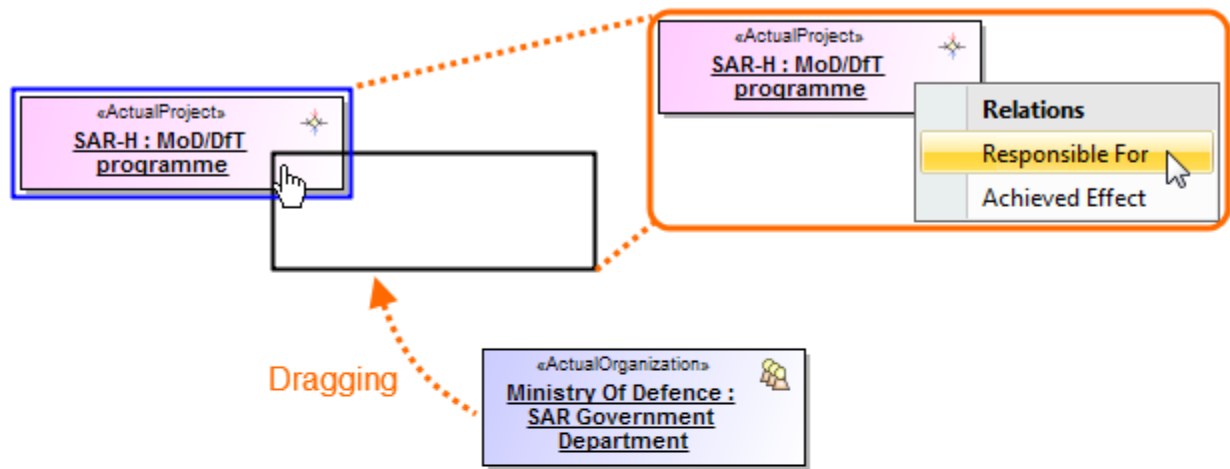 «ActualProject»
SAR-H : MoD/DfT
programme
«ActualProject»
SAR-H : MoD/DfT
programme
Relations
Responsible For
Achieved Effect
Dragging
«ActualOrganization»
Ministry Of Defence :
SAR Government
Department